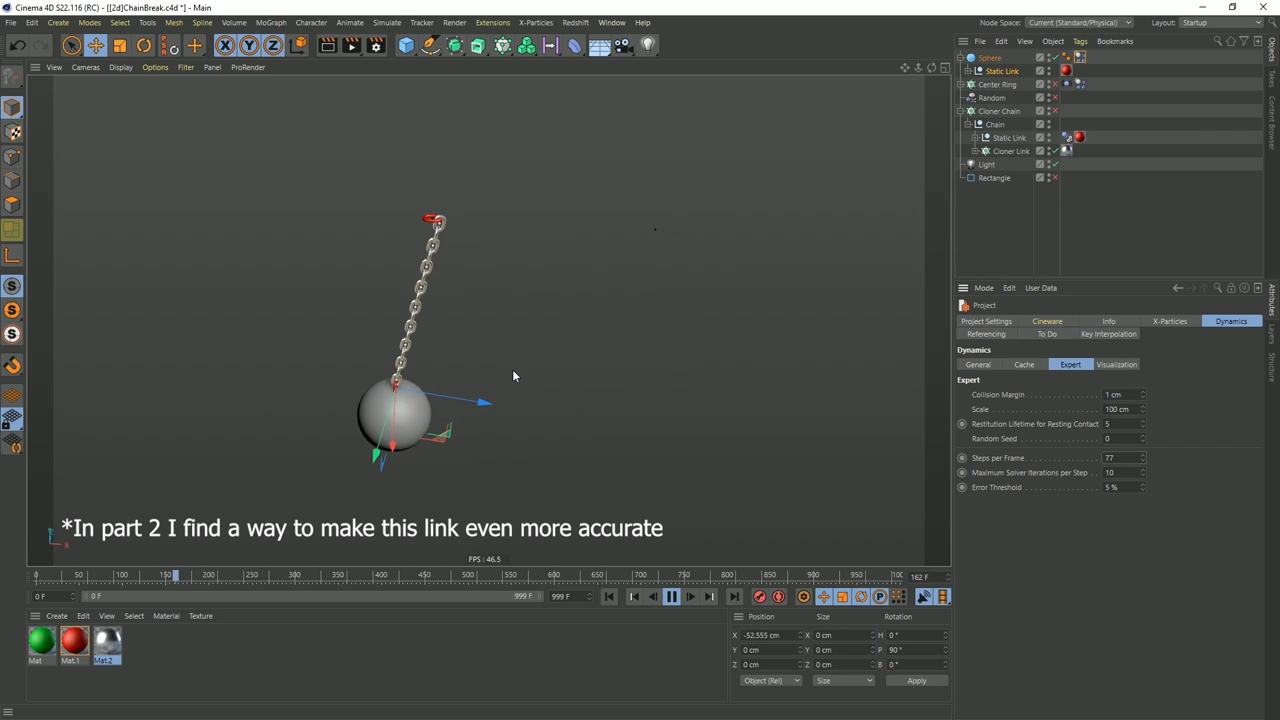 Cinema 4D S22.116 (RC) - [[2d]ChainBreak.c4d *] - Main
File Edit Create Modes Select Tools Mesh Spline Volume MoGraph Character Animate Simulate Tracker Render Extensions X-Particles Redshift Window Help
Node Space: Current (Standard/Physical) Layout: Startup
X Y Z
File Edit View Object Tags Bookmarks
View Cameras Display Options Filter Panel ProRender
Sphere
Static Link
Center Ring
Random
Cloner Chain
Chain
Static Link
Cloner Link
Light
Rectangle
Objects
Takes
Content Browser
Mode Edit User Data
Project
Project Settings Cineware Info X-Particles Dynamics
Referencing To Do Key Interpolation
Dynamics
General Cache Expert Visualization
Expert
Collision Margin 1 cm
Scale 100 cm
Restitution Lifetime for Resting Contact 5
Random Seed 0
Steps per Frame 77
Maximum Solver Iterations per Step 10
Error Threshold 5 %
Attributes
Layers
Structure
*In part 2 I find a way to make this link even more accurate
Y
X
FPS : 46.5
0 50 100 150 200 250 300 350 400 450 500 550 600 650 700 750 800 850 900 950 162 F
0 F 0 F 999 F 999 F
Create Edit View Select Material Texture
Mat Mat.1 Mat.2
Position Size Rotation
X -52.555 cm X 0 cm H 0 °
Y 0 cm Y 0 cm P 90 °
Z 0 cm Z 0 cm B 0 °
Object (Rel) Size Apply